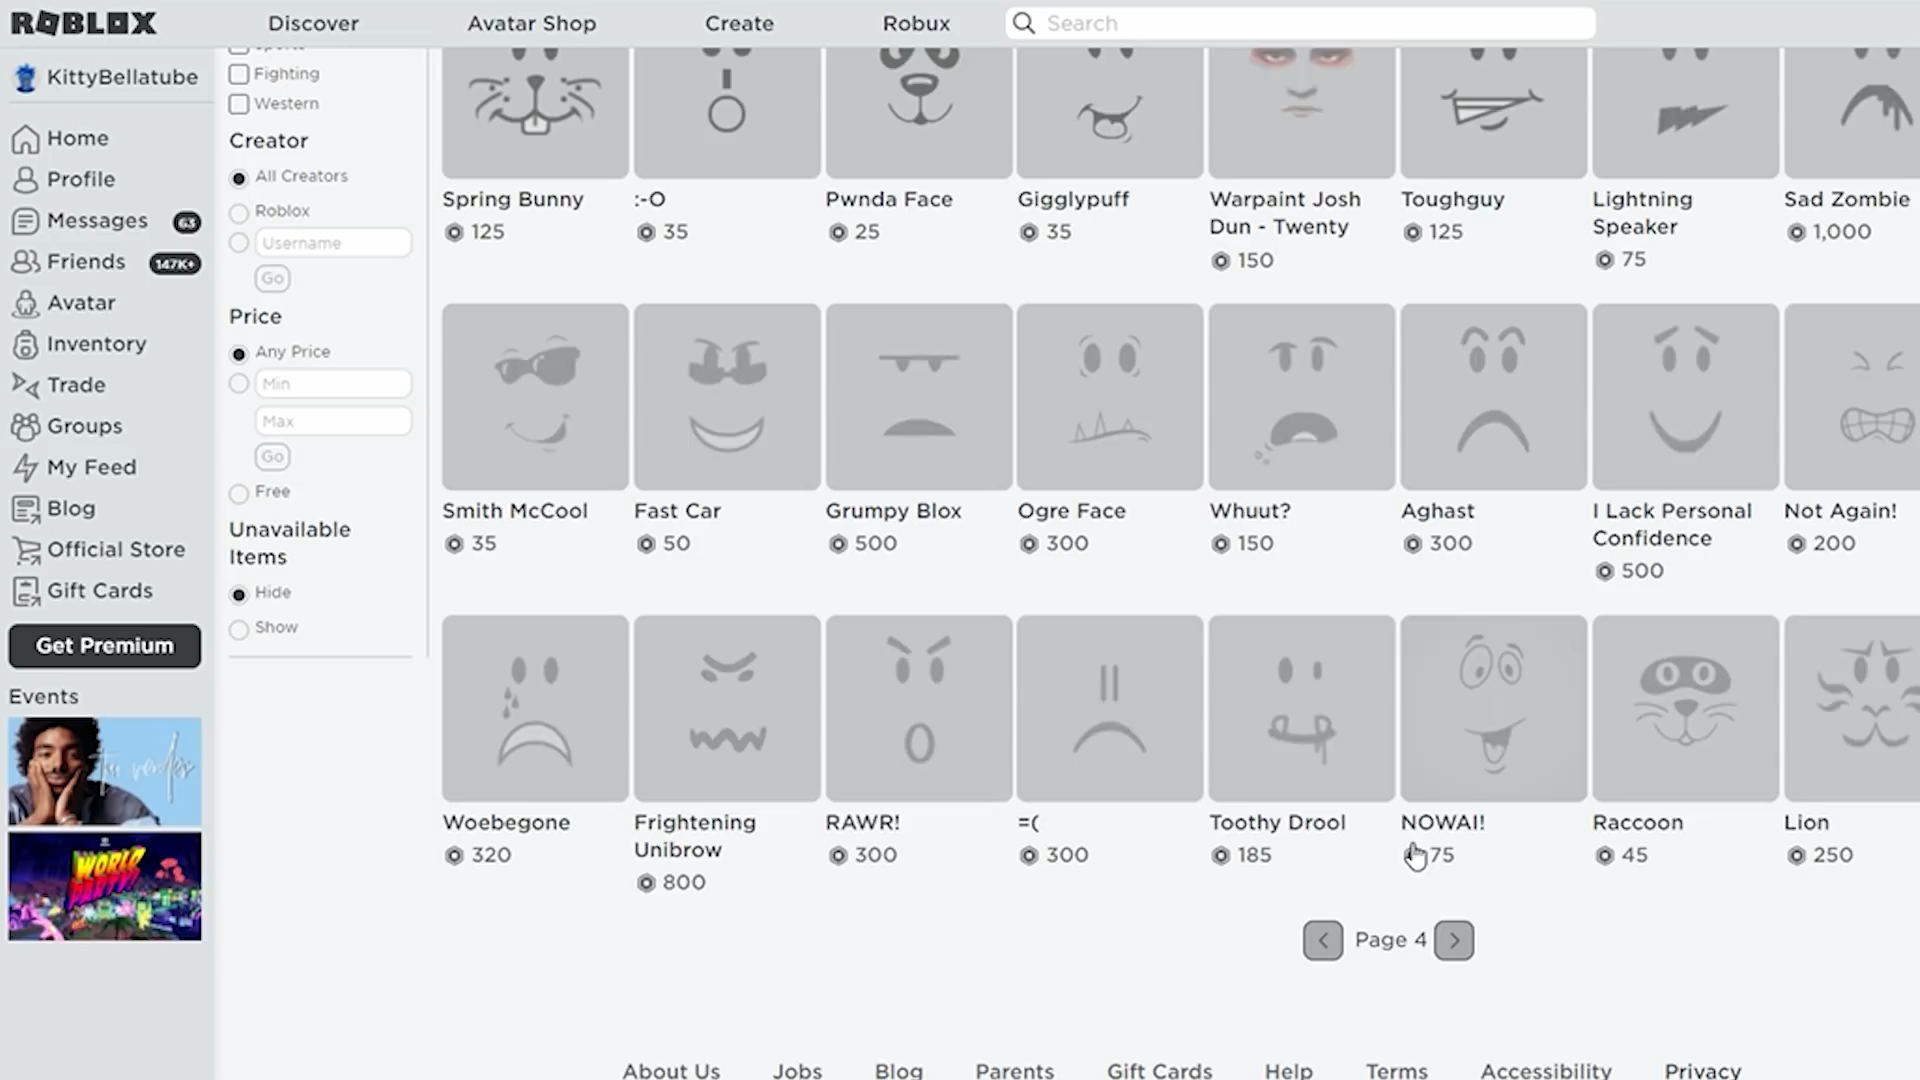 ROBLOX
Discover
Avatar Shop
Create
Robux
Search
KittyBellatube
Home
Profile
Messages
63
Friends
147K+
Avatar
Inventory
Trade
Groups
My Feed
Blog
Official Store
Gift Cards
Get Premium
Events
WORLD
Fighting
Western
Creator
All Creators
Roblox
Username
Go
Price
Any Price
Min
Max
Go
Free
Unavailable
Items
Hide
Show
Spring Bunny
125
:-O
35
Pwnda Face
25
Gigglypuff
35
Warpaint Josh
Dun - Twenty
150
Toughguy
125
Lightning
Speaker
75
Sad Zombie
1,000
Smith McCool
35
Fast Car
50
Grumpy Blox
500
Ogre Face
300
Whuut?
150
Aghast
300
I Lack Personal
Confidence
500
Not Again!
200
Woebegone
320
Frightening
Unibrow
800
RAWR!
300
=(
300
Toothy Drool
185
NOWAI!
75
Raccoon
45
Lion
250
Page 4
About Us
Jobs
Blog
Parents
Gift Cards
Help
Terms
Accessibility
Privacy